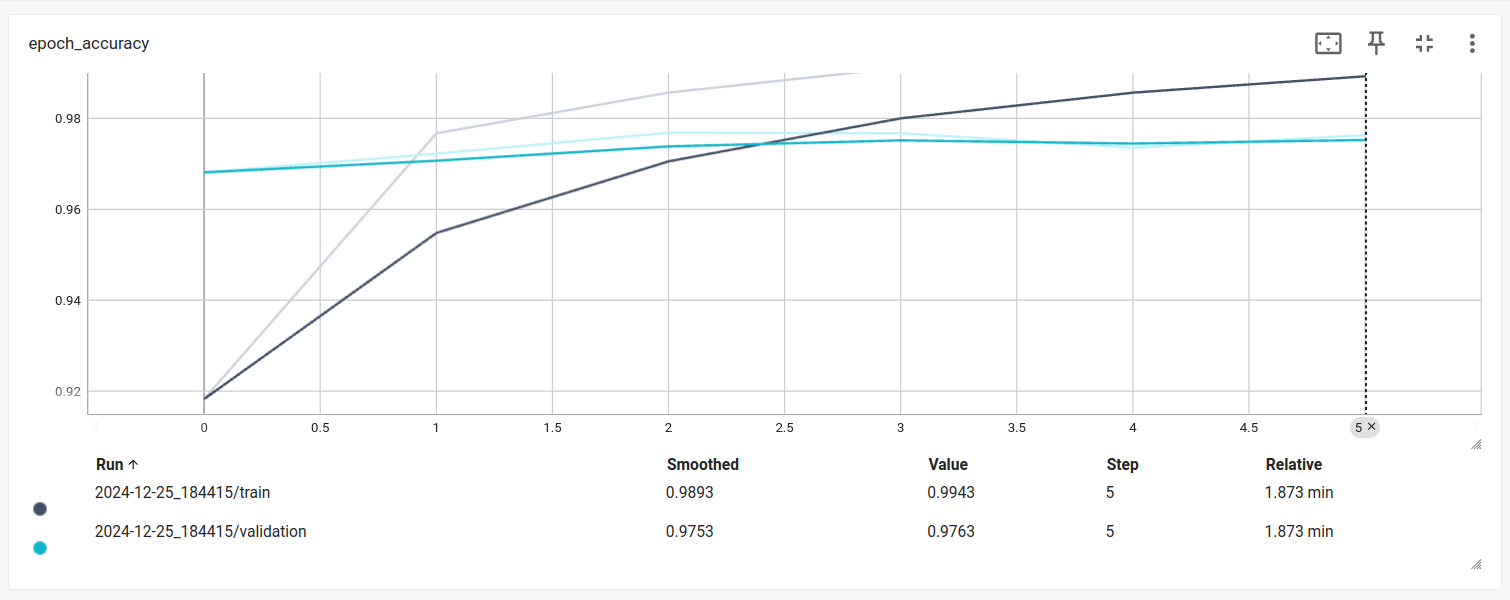 epoch_accuracy
0.98
0.96
0.94
0.92
5 0 0.5 1 1.5 2 2.5 3 3.5 4 4.5 5 × 5
Run ↑ Smoothed Value Step Relative
2024-12-25_184415/train 0.9893 0.9943 5 1.873 min
2024-12-25_184415/validation 0.9753 0.9763 5 1.873 min